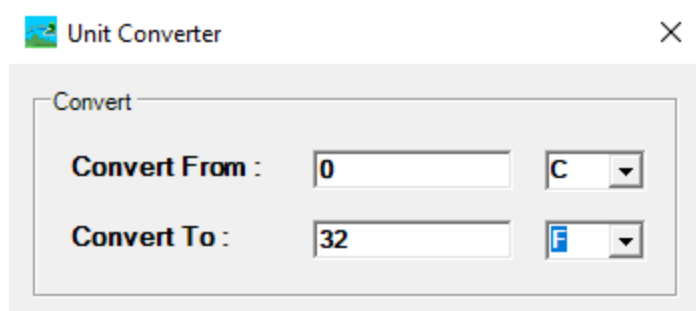 Unit Converter
Convert
Convert From : 0 C
Convert To : 32 F